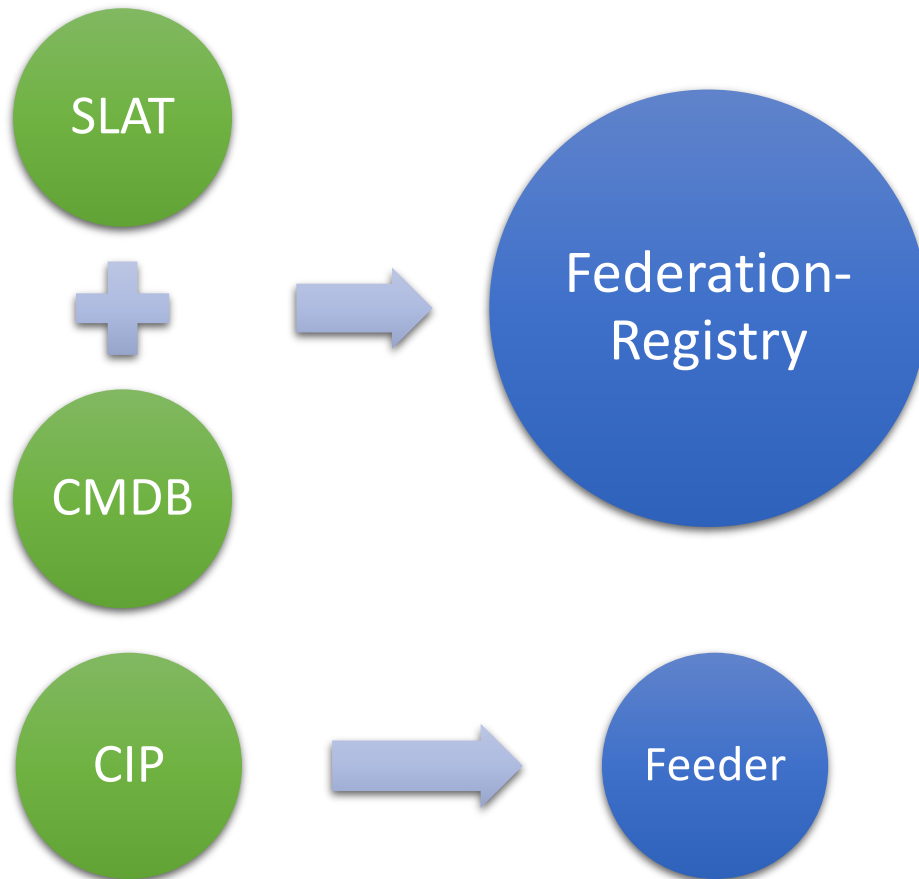 SLAT
Federation-
Registry
CMDB
CIP
Feeder